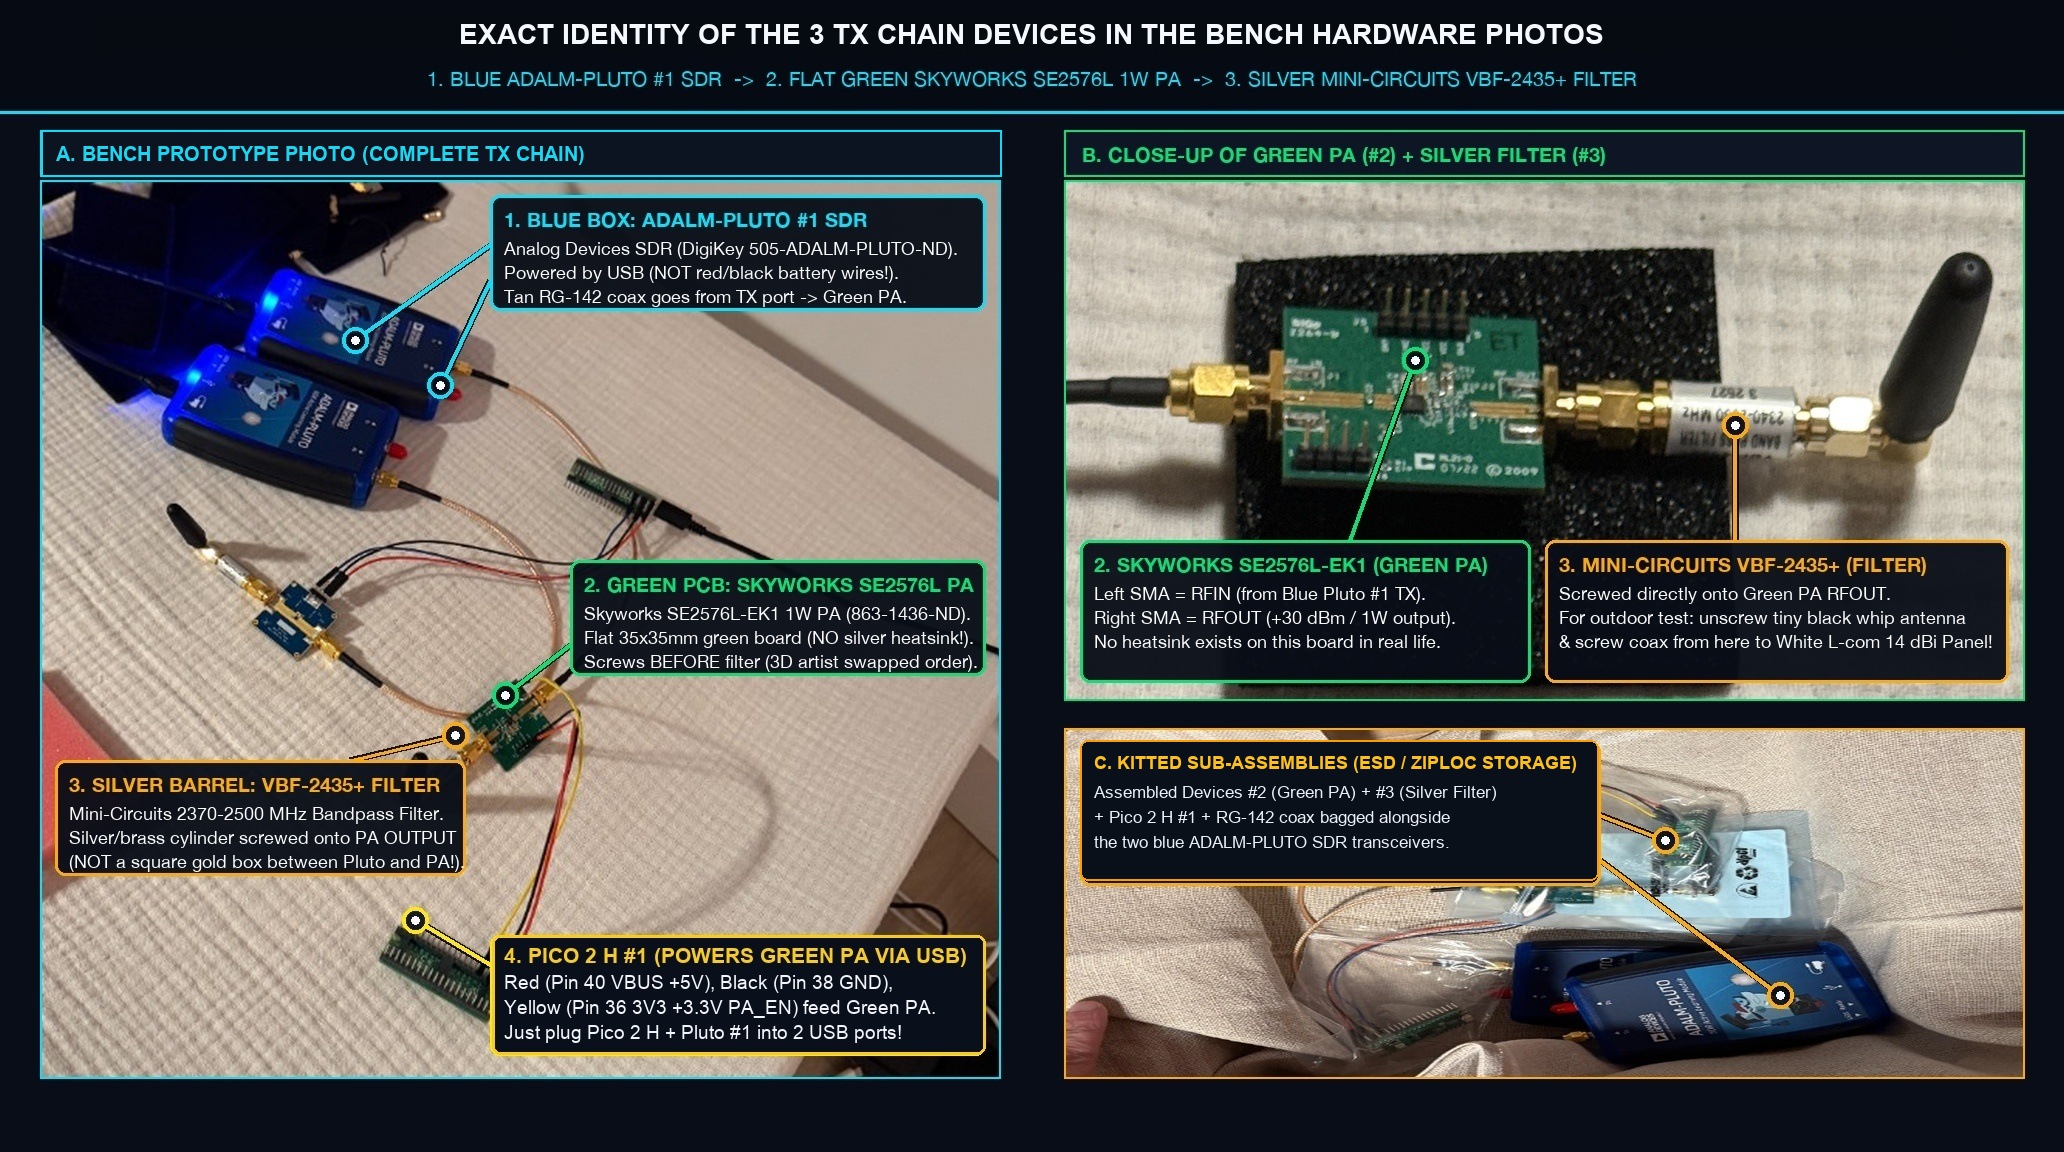 EXACT IDENTITY OF THE 3 TX CHAIN DEVICES IN THE BENCH HARDWARE PHOTOS
1. BLUE ADALM-PLUTO #1 SDR -> 2. FLAT GREEN SKYWORKS SE2576L 1W PA -> 3. SILVER MINI-CIRCUITS VBF-2435+ FILTER
A. BENCH PROTOTYPE PHOTO (COMPLETE TX CHAIN)
1. BLUE BOX: ADALM-PLUTO #1 SDR
Analog Devices SDR (DigiKey 505-ADALM-PLUTO-ND).
Powered by USB (NOT red/black battery wires!).
Tan RG-142 coax goes from TX port -> Green PA.
ADALM-PLUTO
ADALM-PLUTO
2. GREEN PCB: SKYWORKS SE2576L PA
Skyworks SE2576L-EK1 1W PA (863-1436-ND).
Flat 35x35mm green board (NO silver heatsink!).
Screws BEFORE filter (3D artist swapped order).
3. SILVER BARREL: VBF-2435+ FILTER
Mini-Circuits 2370-2500 MHz Bandpass Filter.
Silver/brass cylinder screwed onto PA OUTPUT
(NOT a square gold box between Pluto and PA!).
4. PICO 2 H #1 (POWERS GREEN PA VIA USB)
Red (Pin 40 VBUS +5V), Black (Pin 38 GND),
Yellow (Pin 36 3V3 +3.3V PA_EN) feed Green PA.
Just plug Pico 2 H + Pluto #1 into 2 USB ports!
B. CLOSE-UP OF GREEN PA (#2) + SILVER FILTER (#3)
ET
© 2009
2. SKYWORKS SE2576L-EK1 (GREEN PA)
Left SMA = RFIN (from Blue Pluto #1 TX).
Right SMA = RFOUT (+30 dBm / 1W output).
No heatsink exists on this board in real life.
3. MINI-CIRCUITS VBF-2435+ (FILTER)
Screwed directly onto Green PA RFOUT.
For outdoor test: unscrew tiny black whip antenna
& screw coax from here to White L-com 14 dBi Panel!
C. KITTED SUB-ASSEMBLIES (ESD / ZIPLOC STORAGE)
Assembled Devices #2 (Green PA) + #3 (Silver Filter)
+ Pico 2 H #1 + RG-142 coax bagged alongside
the two blue ADALM-PLUTO SDR transceivers.
ADALM-PLUTO